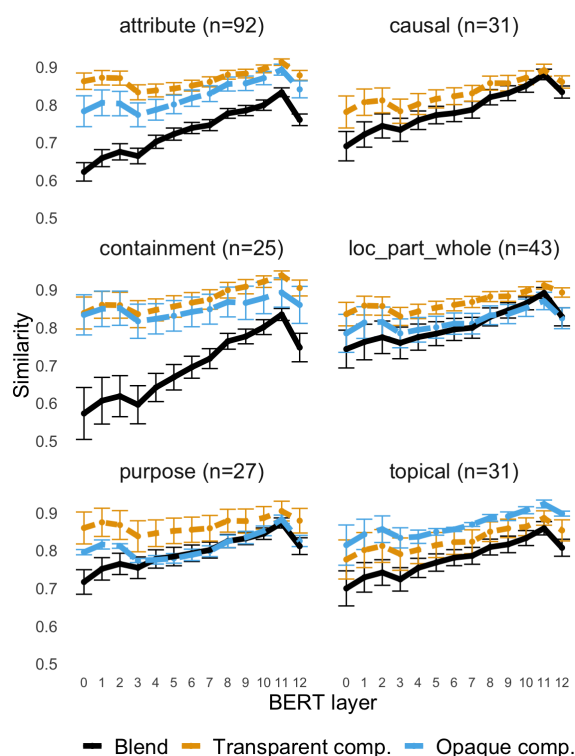 attribute (n=92) causal (n=31)
0.9
0.8
0.7
0.6
0.5
containment (n=25) loc_part_whole (n=43)
0.9
0.8
0.7
0.6
0.5
Similarity
purpose (n=27) topical (n=31)
0.9
0.8
0.7
0.6
0.5
0 1 2 3 4 5 6 7 8 9 10 11 12 0 1 2 3 4 5 6 7 8 9 10 11 12
BERT layer
Blend Transparent comp. Opaque comp.